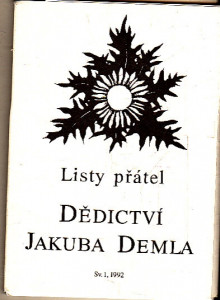 Listy přátel
DĚDICTVÍ
JAKUBA DEMLA
Sv. 1, 1992